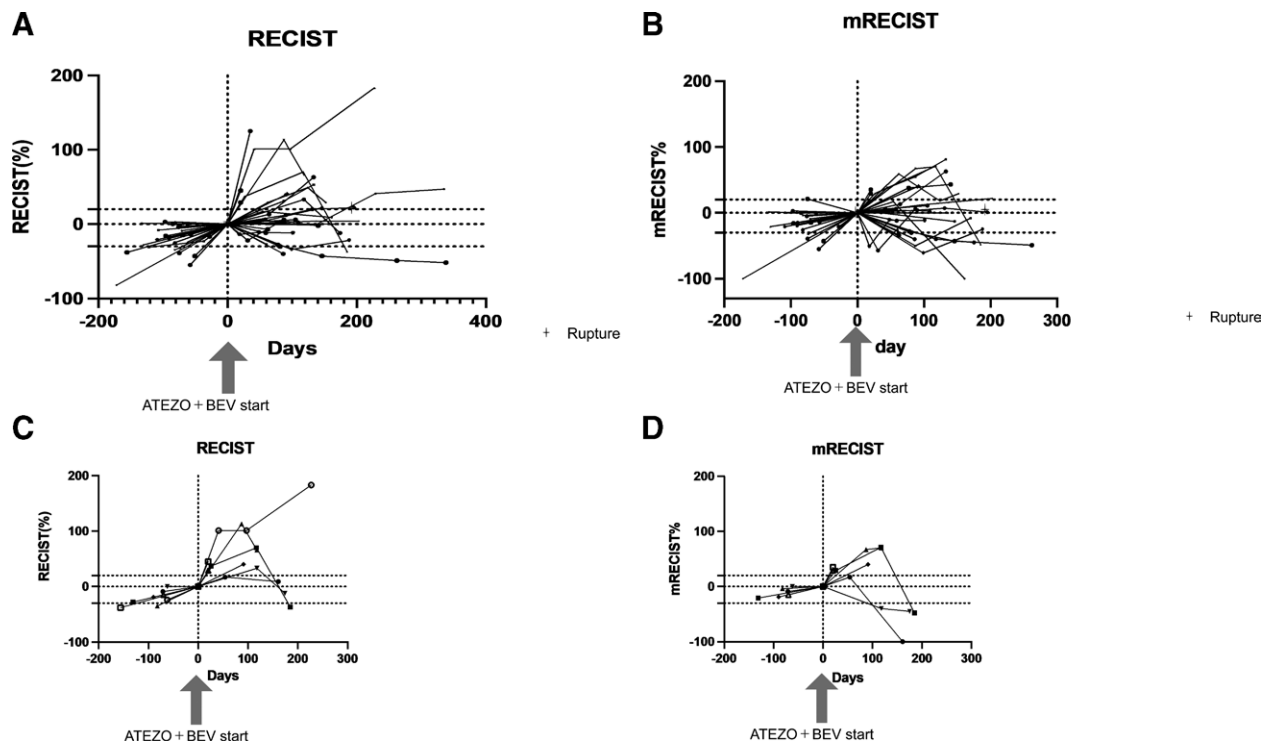 A
RECIST
200
100
0
-100
RECIST(%)
-200
0
200
400
Days
+ Rupture
ATEZO+BEV start
B
mRECIST
200
100
0
-100
mRECIST%
-200
-100
0
100
200
300
day
+ Rupture
ATEZO+BEV start
C
RECIST
200
100
0
-100
RECIST(%)
-200
-100
0
100
200
300
Days
ATEZO+BEV start
D
mRECIST
200
100
0
-100
mRECIST%
-200
-100
0
100
200
300
Days
ATEZO+BEV start